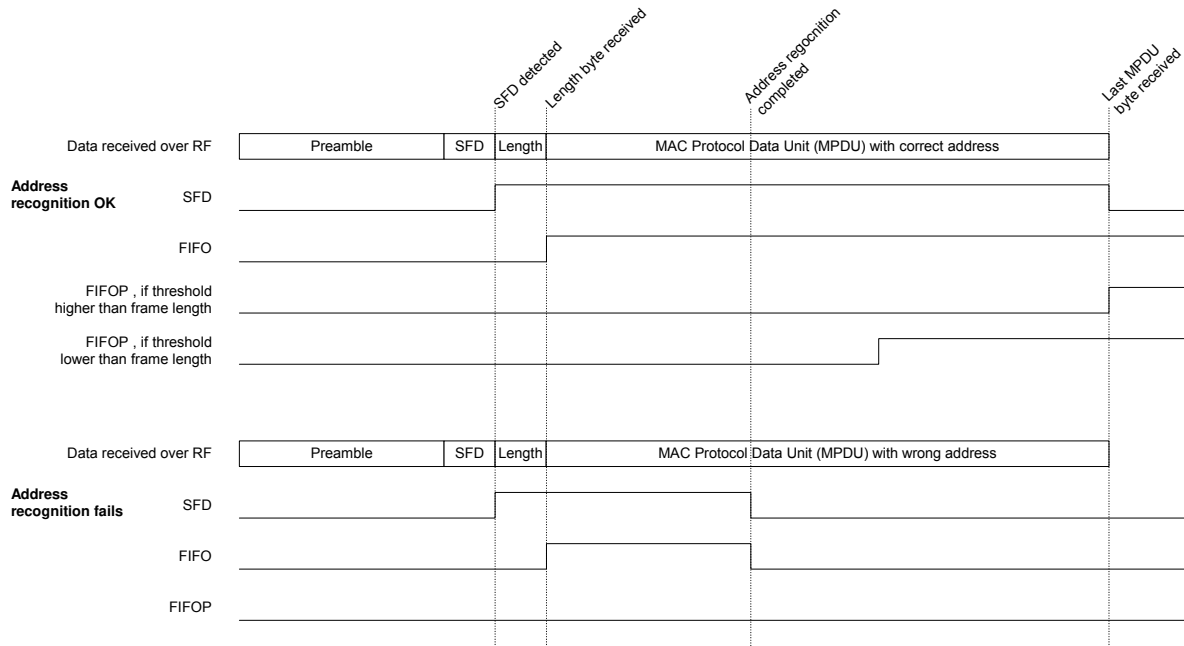 SFD detected
Length byte received
Address regocnition
completed
Last MPDU
byte received
Data received over RF
Preamble
SFD
Length
MAC Protocol Data Unit (MPDU) with correct address
Address
recognition OK
SFD
FIFO
FIFOP , if threshold
higher than frame length
FIFOP , if threshold
lower than frame length
Data received over RF
Preamble
SFD
Length
MAC Protocol Data Unit (MPDU) with wrong address
Address
recognition fails
SFD
FIFO
FIFOP